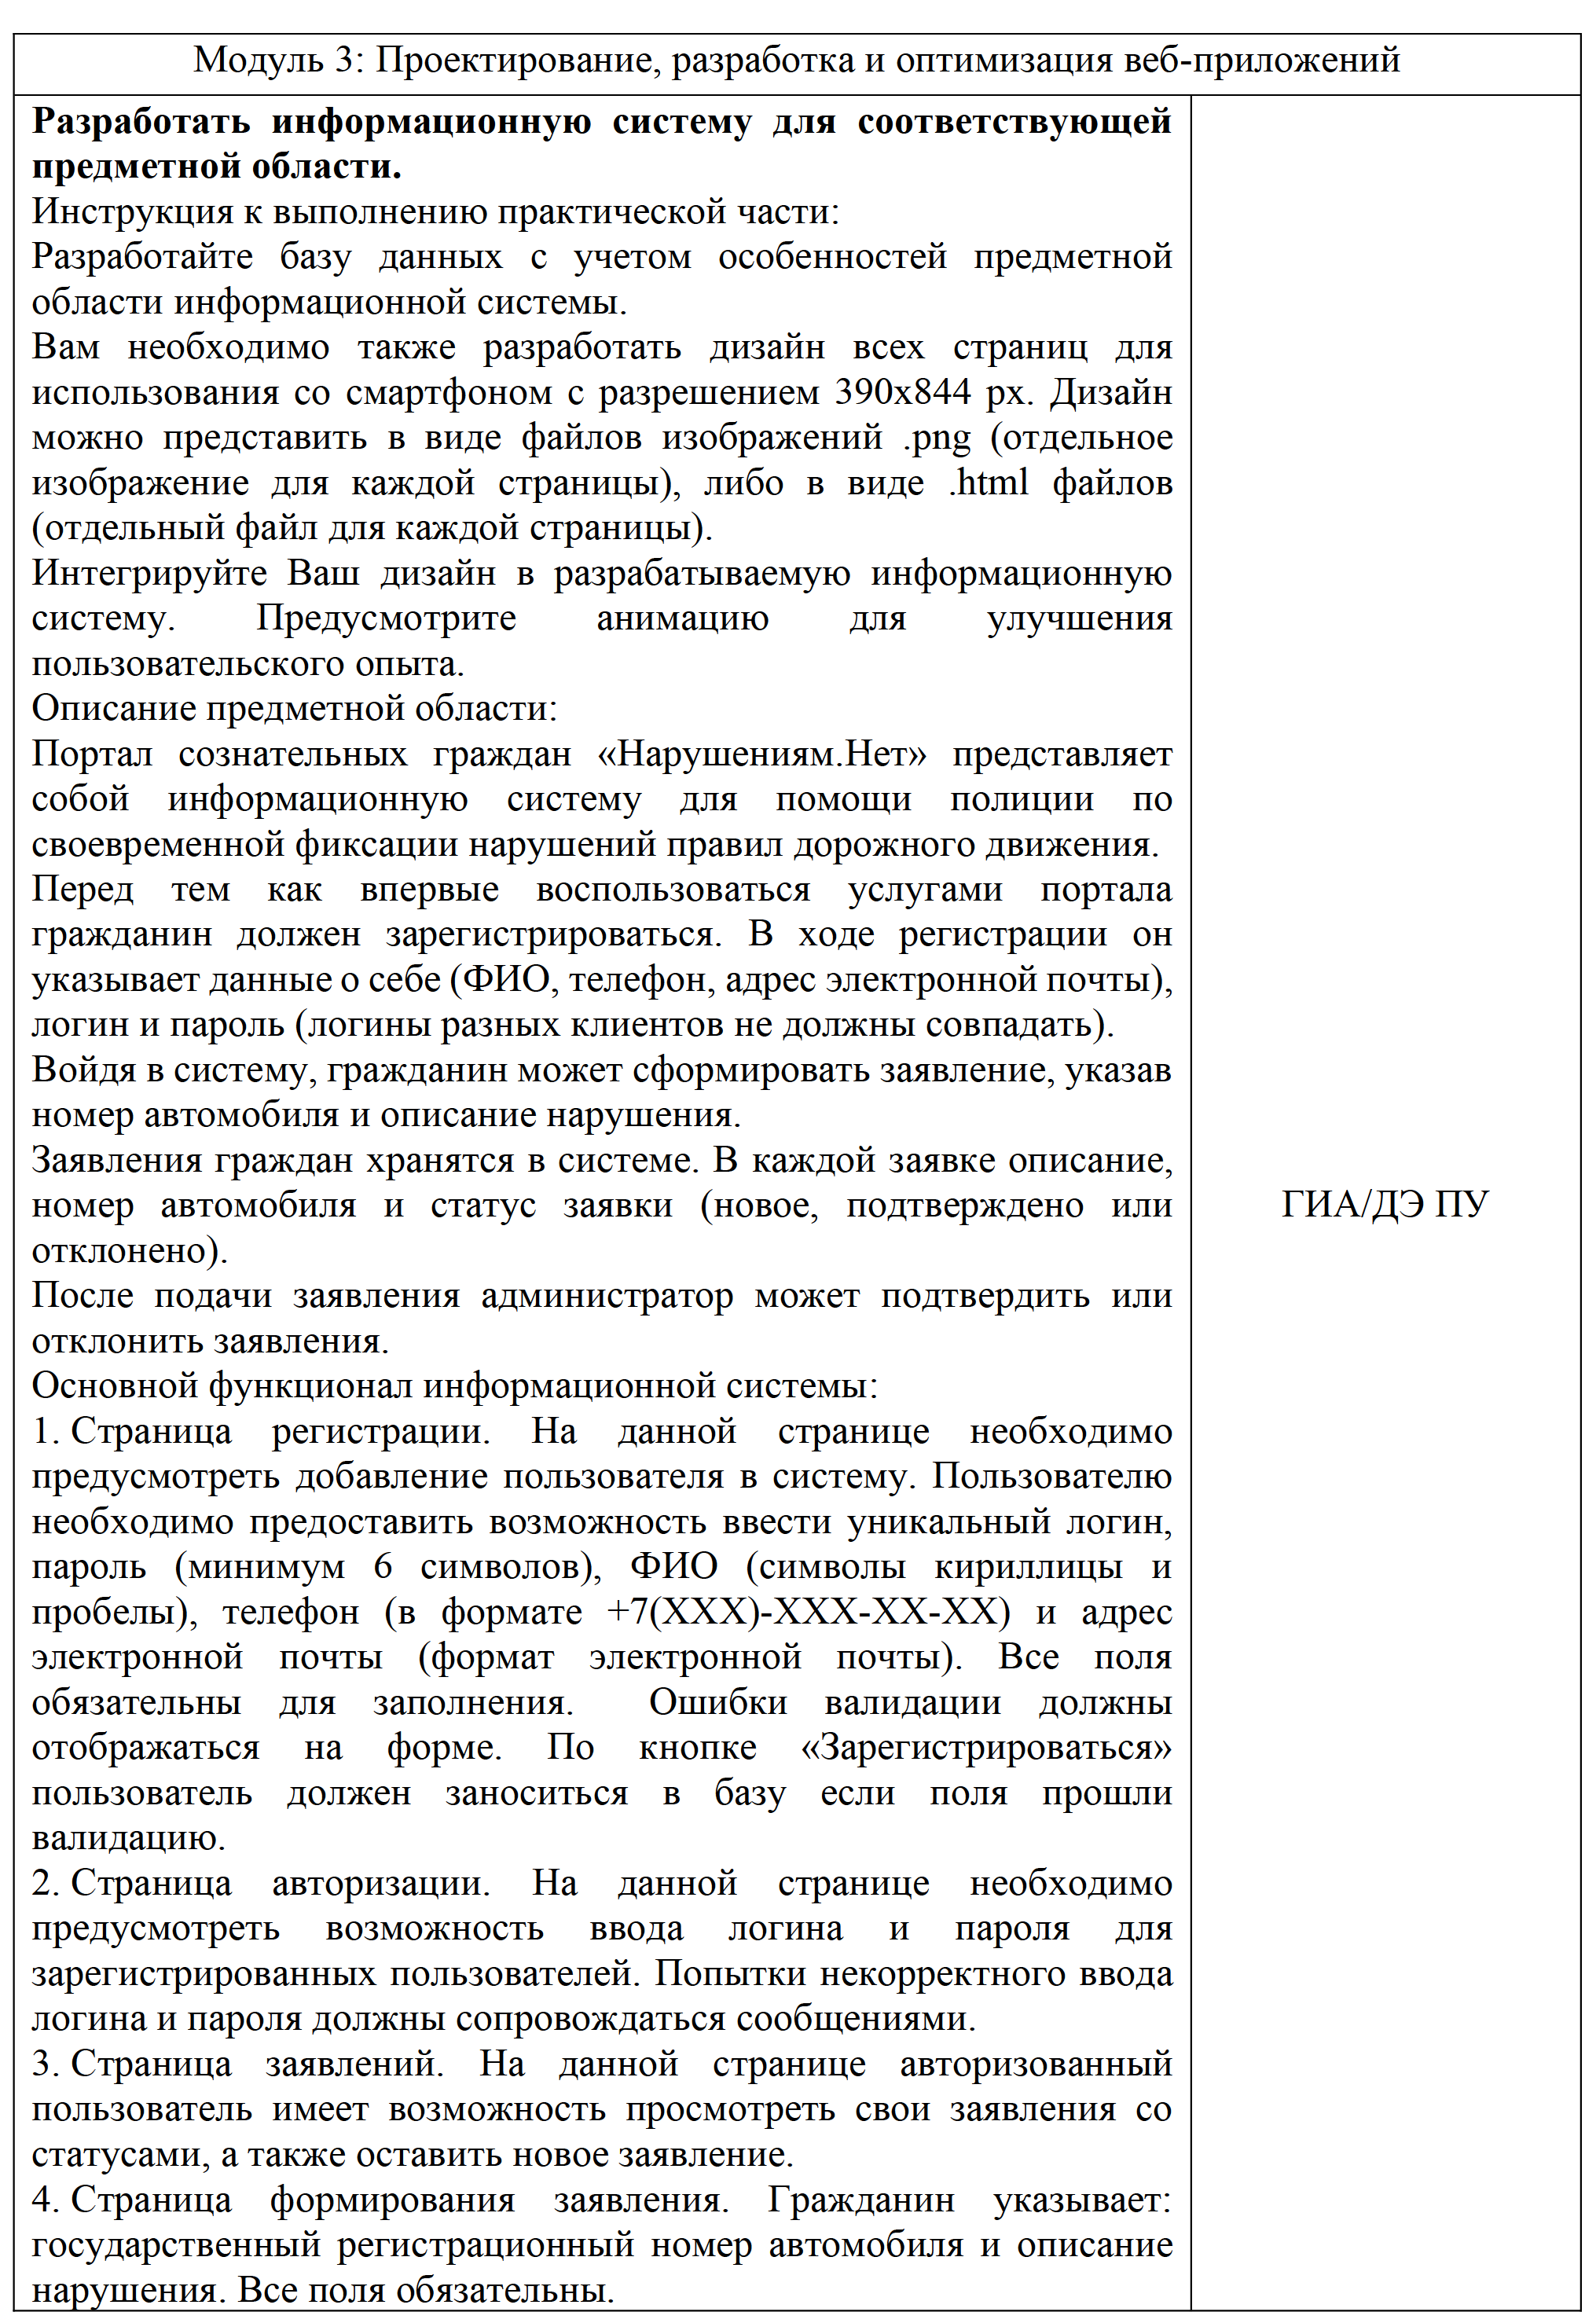 Модуль 3: Проектирование, разработка и оптимизация веб-приложений
Разработать информационную систему для соответствующей
предметной области.
Инструкция к выполнению практической части:
Разработайте базу данных с учетом особенностей предметной
области информационной системы.
Вам необходимо также разработать дизайн всех страниц для
использования со смартфоном с разрешением 390x844 px. Дизайн
можно представить в виде файлов изображений .png (отдельное
изображение для каждой страницы), либо в виде .html файлов
(отдельный файл для каждой страницы).
Интегрируйте Ваш дизайн в разрабатываемую информационную
систему. Предусмотрите анимацию для улучшения
пользовательского опыта.
Описание предметной области:
Портал сознательных граждан «Нарушениям.Нет» представляет
собой информационную систему для помощи полиции по
своевременной фиксации нарушений правил дорожного движения.
Перед тем как впервые воспользоваться услугами портала
гражданин должен зарегистрироваться. В ходе регистрации он
указывает данные о себе (ФИО, телефон, адрес электронной почты),
логин и пароль (логины разных клиентов не должны совпадать).
Войдя в систему, гражданин может сформировать заявление, указав
номер автомобиля и описание нарушения.
Заявления граждан хранятся в системе. В каждой заявке описание,
номер автомобиля и статус заявки (новое, подтверждено или
отклонено).
После подачи заявления администратор может подтвердить или
отклонить заявления.
Основной функционал информационной системы:
1. Страница регистрации. На данной странице необходимо
предусмотреть добавление пользователя в систему. Пользователю
необходимо предоставить возможность ввести уникальный логин,
пароль (минимум 6 символов), ФИО (символы кириллицы и
пробелы), телефон (в формате +7(XXX)-XXX-XX-XX) и адрес
электронной почты (формат электронной почты). Все поля
обязательны для заполнения. Ошибки валидации должны
отображаться на форме. По кнопке «Зарегистрироваться»
пользователь должен заноситься в базу если поля прошли
валидацию.
2. Страница авторизации. На данной странице необходимо
предусмотреть возможность ввода логина и пароля для
зарегистрированных пользователей. Попытки некорректного ввода
логина и пароля должны сопровождаться сообщениями.
3. Страница заявлений. На данной странице авторизованный
пользователь имеет возможность просмотреть свои заявления со
статусами, а также оставить новое заявление.
4. Страница формирования заявления. Гражданин указывает:
государственный регистрационный номер автомобиля и описание
нарушения. Все поля обязательны.
ГИА/ДЭ ПУ